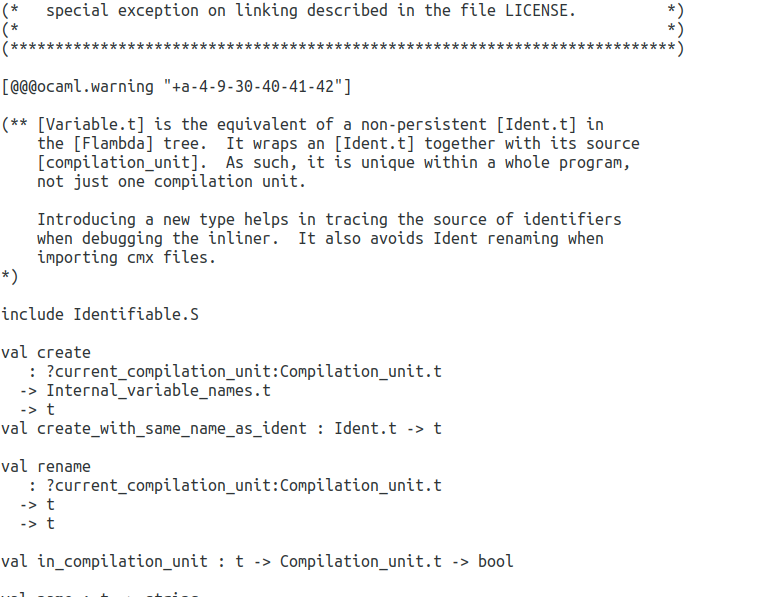 (*   special exception on linking described in the file LICENSE.          *)
(*                                                                        *)
(**************************************************************************)
[@@@ocaml.warning "+a-4-9-30-40-41-42"]
(** [Variable.t] is the equivalent of a non-persistent [Ident.t] in
    the [Flambda] tree.  It wraps an [Ident.t] together with its source
    [compilation_unit].  As such, it is unique within a whole program,
    not just one compilation unit.
    Introducing a new type helps in tracing the source of identifiers
    when debugging the inliner.  It also avoids Ident renaming when
    importing cmx files.
*)
include Identifiable.S
val create
   : ?current_compilation_unit:Compilation_unit.t
  -> Internal_variable_names.t
  -> t
val create_with_same_name_as_ident : Ident.t -> t
val rename
   : ?current_compilation_unit:Compilation_unit.t
  -> t
  -> t
val in_compilation_unit : t -> Compilation_unit.t -> bool